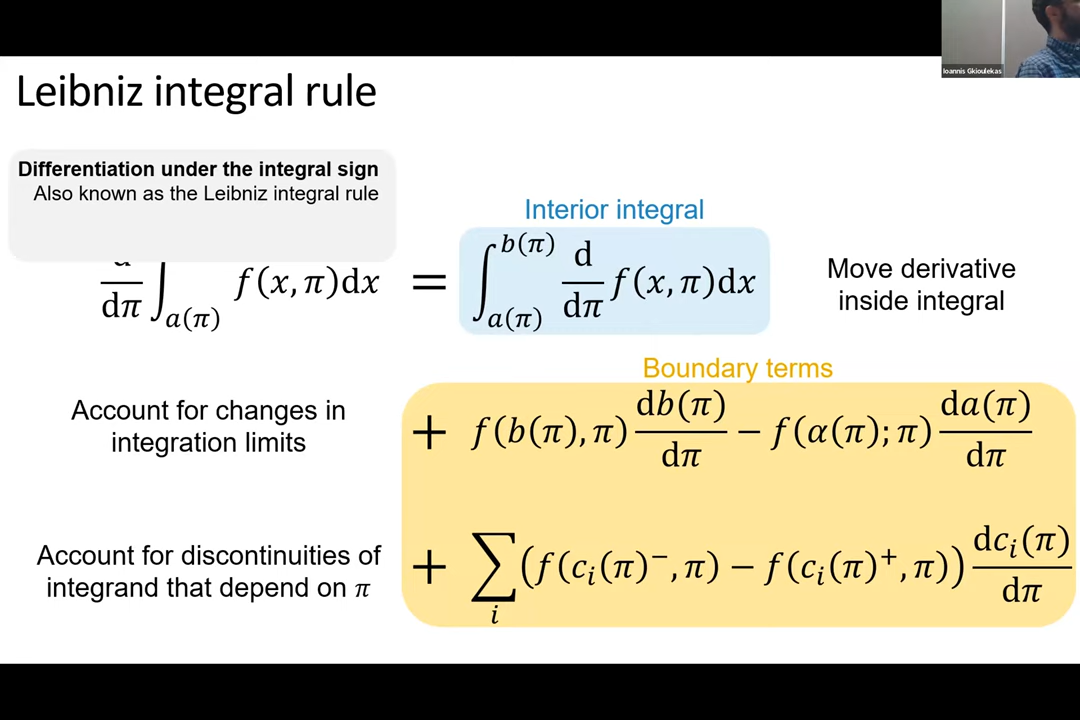 Ioannis Gkioulekas
Leibniz integral rule
Differentiation under the integral sign
Also known as the Leibniz integral rule
Interior integral
d/dπ ∫_{a(π)} f(x, π)dx = ∫_{a(π)}^{b(π)} d/dπ f(x, π)dx
Move derivative
inside integral
Boundary terms
Account for changes in
integration limits
+ f(b(π), π) db(π)/dπ − f(α(π); π) da(π)/dπ
Account for discontinuities of
integrand that depend on π
+ ∑_i (f(c_i(π)⁻, π) − f(c_i(π)⁺, π)) dc_i(π)/dπ